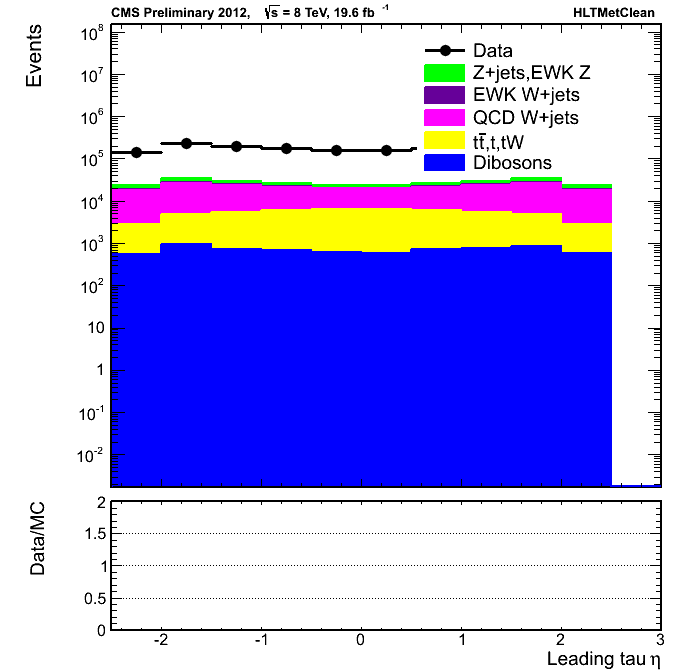 CMS Preliminary 2012, √s = 8 TeV, 19.6 fb⁻¹ HLTMetClean
Events
10⁸
10⁷
10⁶
10⁵
10⁴
10³
10²
10
1
10⁻¹
10⁻²
Data
Z+jets,EWK Z
EWK W+jets
QCD W+jets
tt̄,t,tW
Dibosons
Data/MC
2
1.5
1
0.5
0
-2 -1 0 1 2 3
Leading tau η